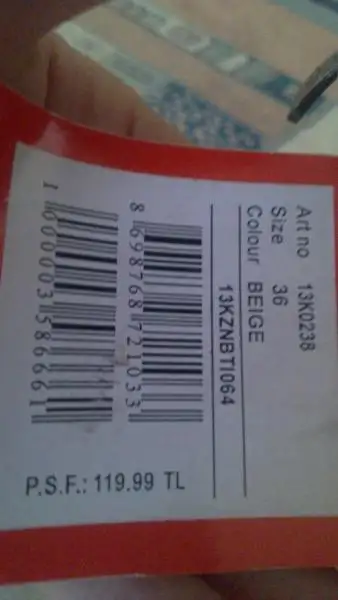 Art no 13K0238
Size 36
Colour BEIGE
13KZNBTI064
8 698768 721033
1 000003 586661
P.S.F.: 119.99 TL